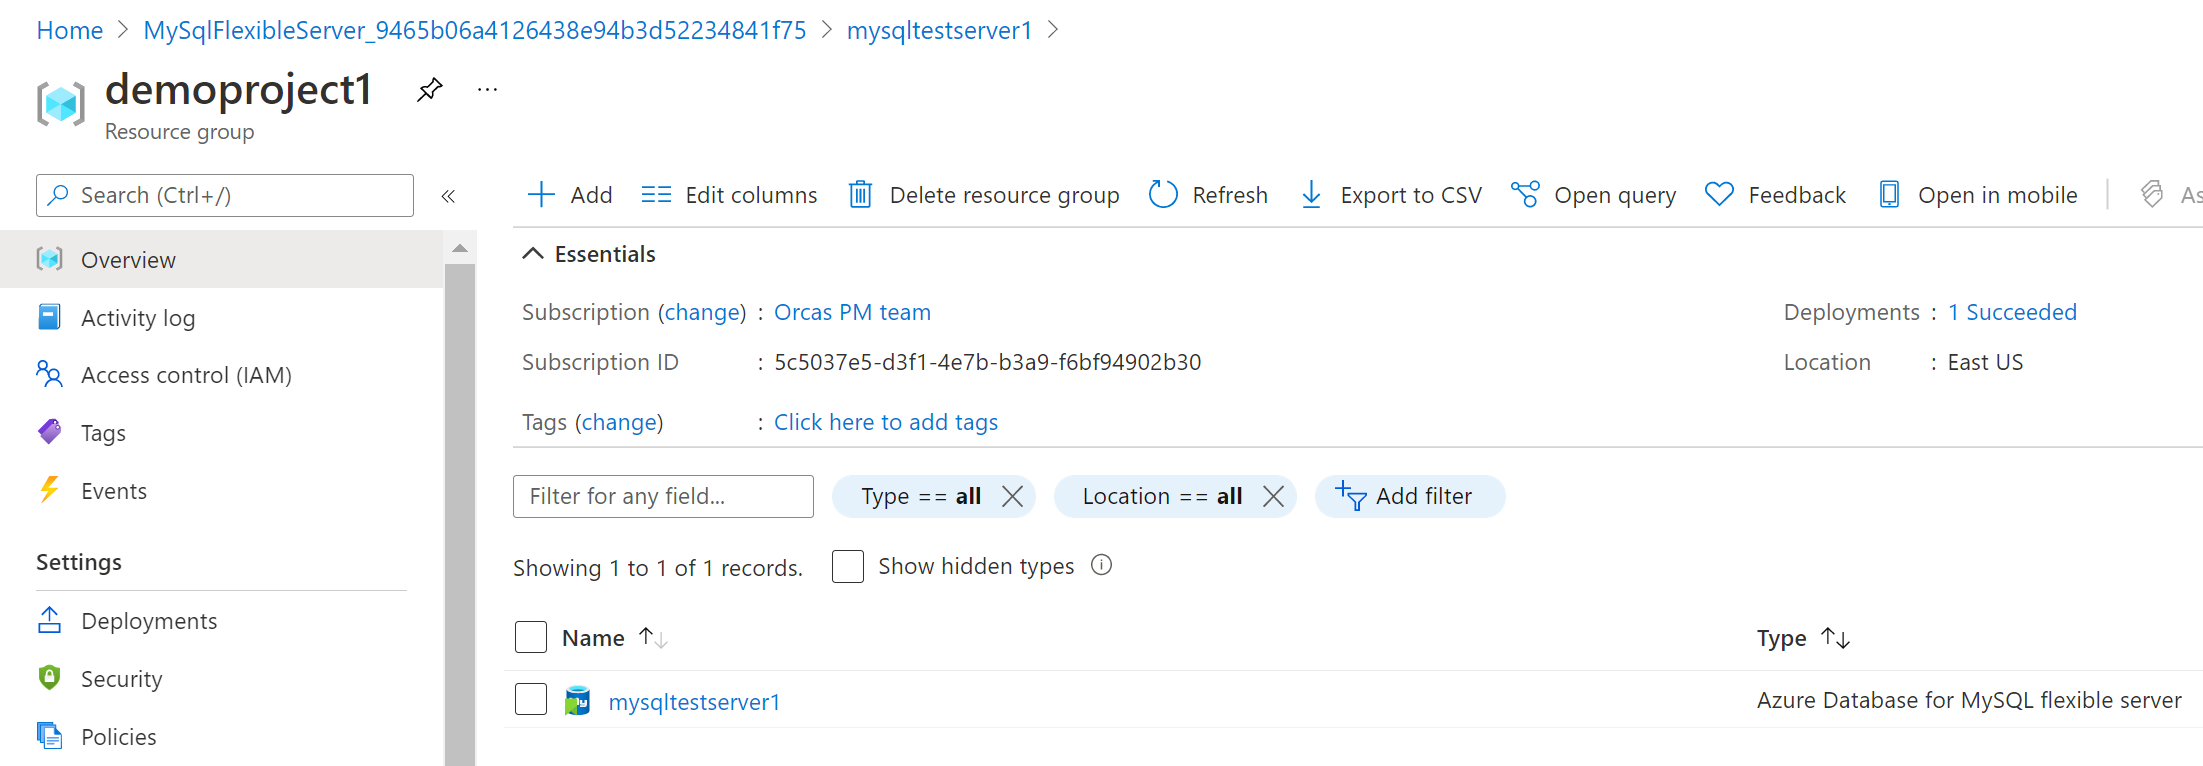 Home > MySqlFlexibleServer_9465b06a4126438e94b3d52234841f75 > mysqltestserver1 >
demoproject1 ...
Resource group
Search (Ctrl+/) «
Add Edit columns Delete resource group Refresh Export to CSV Open query Feedback Open in mobile As
Overview
Activity log
Access control (IAM)
Tags
Events
Settings
Deployments
Security
Policies
Essentials
Subscription (change) : Orcas PM team
Deployments : 1 Succeeded
Subscription ID : 5c5037e5-d3f1-4e7b-b3a9-f6bf94902b30
Location : East US
Tags (change) : Click here to add tags
Filter for any field... Type == all Location == all Add filter
Showing 1 to 1 of 1 records. Show hidden types
Name ↑↓ Type ↑↓
mysqltestserver1 Azure Database for MySQL flexible server